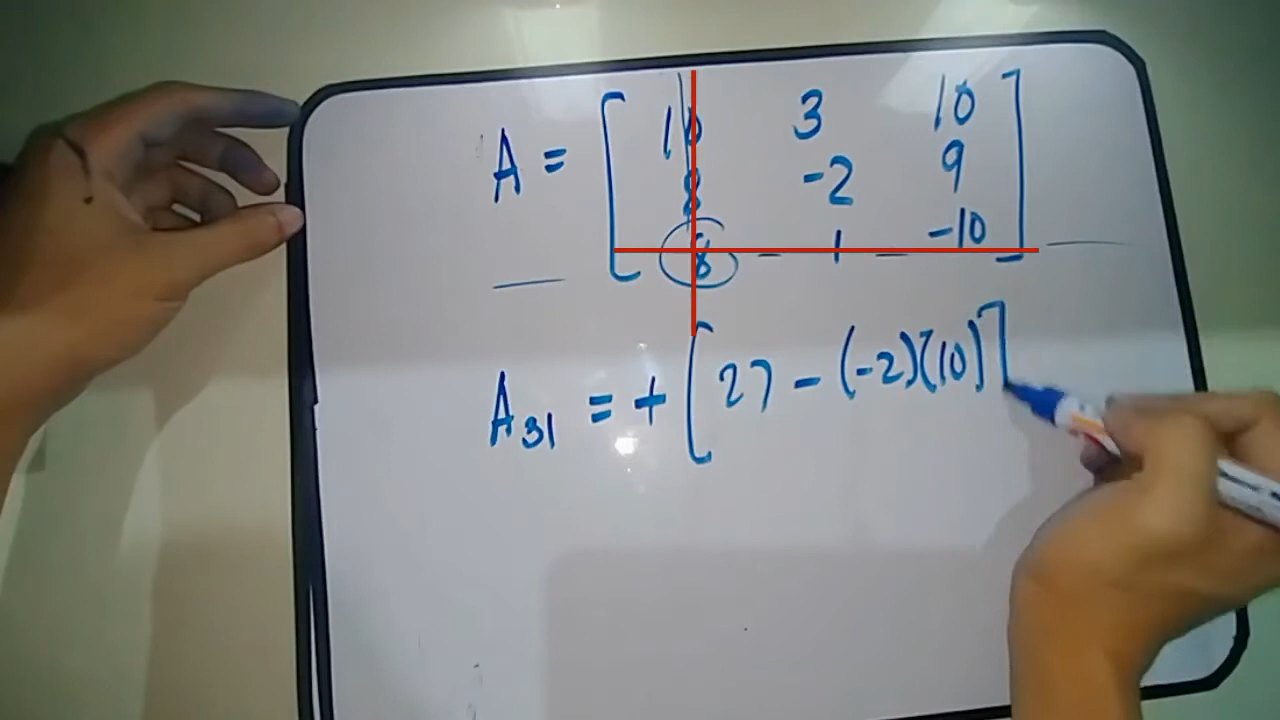 A = [ 10 3 10
8 -2 9
8 1 -10 ]
A31 = + [ 27 - (-2)(10) ]